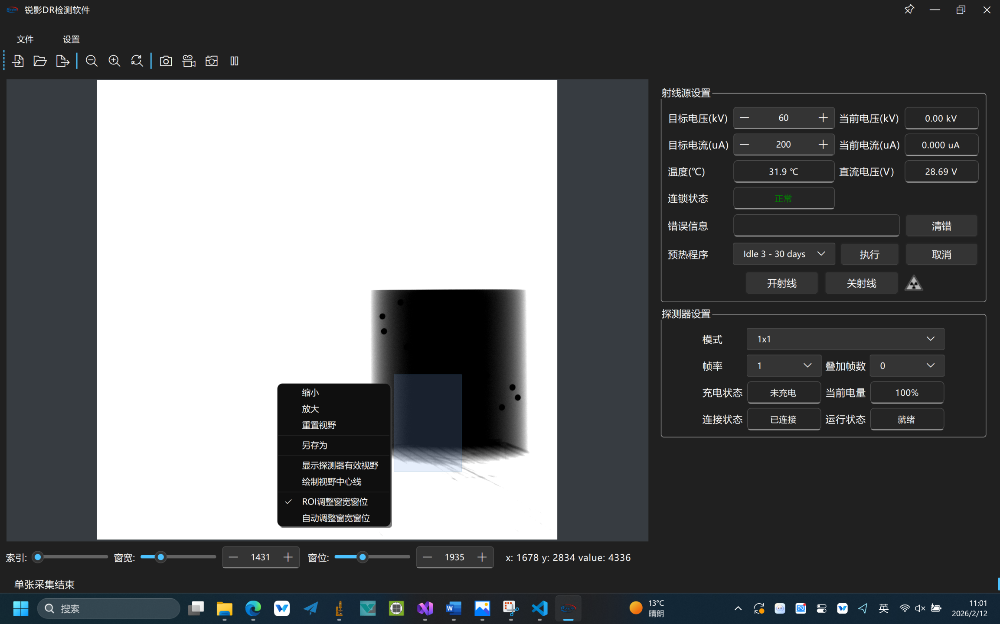 锐影DR检测软件
文件 设置
射线源设置
目标电压(kV) 60 当前电压(kV) 0.00 kV
目标电流(uA) 200 当前电流(uA) 0.000 uA
温度(℃) 31.9 ℃ 直流电压(V) 28.69 V
连锁状态 正常
错误信息 清错
预热程序 Idle 3 - 30 days 执行 取消
开射线 关射线
探测器设置
模式 1x1
帧率 1 叠加帧数 0
充电状态 未充电 当前电量 100%
连接状态 已连接 运行状态 就绪
缩小
放大
重置视野
另存为
显示探测器有效视野
绘制视野中心线
ROI调整窗宽窗位
自动调整窗宽窗位
索引: 窗宽: 1431 窗位: 1935 x: 1678 y: 2834 value: 4336
单张采集结束
搜索
13°C
晴朗
英
11:01
2026/2/12